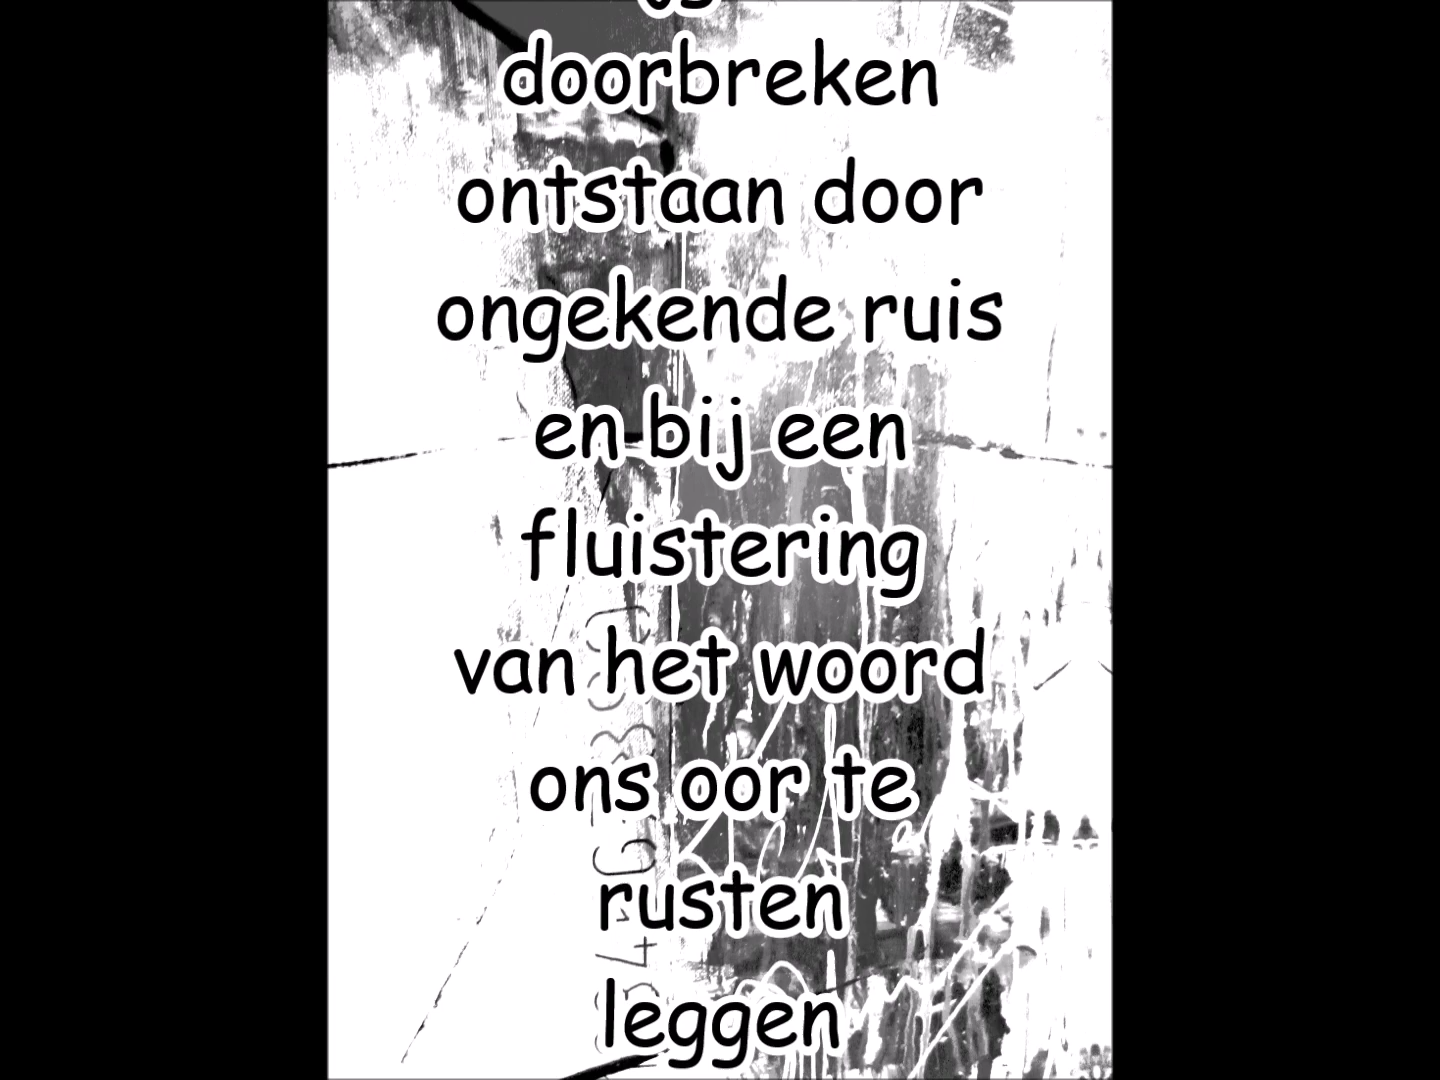 doorbreken
ontstaan door
ongekende ruis
en bij een
fluistering
van het woord
ons oor te
rusten
leggen